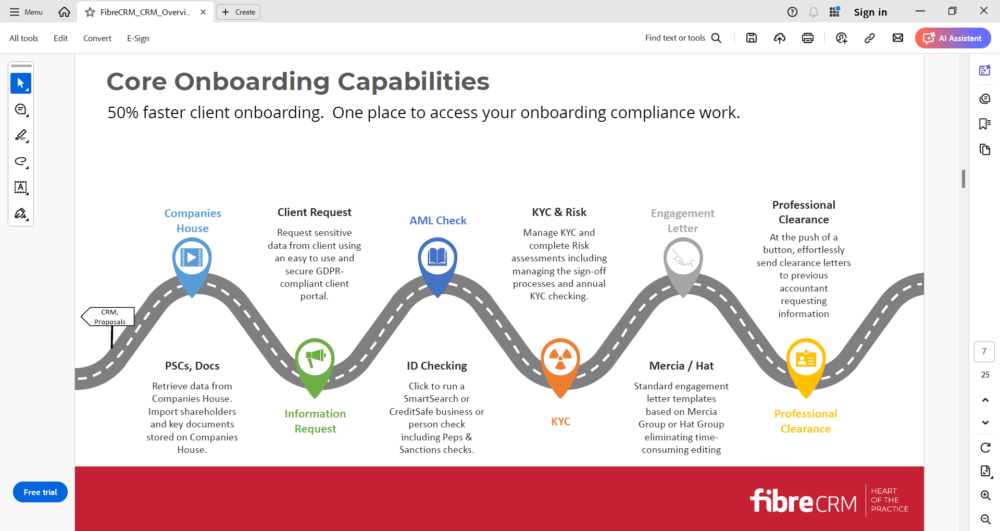 Menu
FibreCRM_CRM_Overvi...
Create
Sign in
All tools
Edit
Convert
E-Sign
Find text or tools
AI Assistant
Core Onboarding Capabilities
50% faster client onboarding.  One place to access your onboarding compliance work.
Companies
House
Client Request
Request sensitive
data from client using
an easy to use and
secure GDPR-
compliant client
portal.
AML Check
KYC & Risk
Manage KYC and
complete Risk
assessments including
managing the sign-off
processes and annual
KYC checking.
Engagement
Letter
Professional
Clearance
At the push of a
button, effortlessly
send clearance letters
to previous
accountant
requesting
information
CRM,
Proposals
PSCs, Docs
Retrieve data from
Companies House.
Import shareholders
and key documents
stored on Companies
House.
Information
Request
ID Checking
Click to run a
SmartSearch or
CreditSafe business or
person check
including Peps &
Sanctions checks.
KYC
Mercia / Hat
Standard engagement
letter templates
based on Mercia
Group or Hat Group
eliminating time-
consuming editing
Professional
Clearance
7
25
Free trial
fibreCRM
HEART
OF THE
PRACTICE